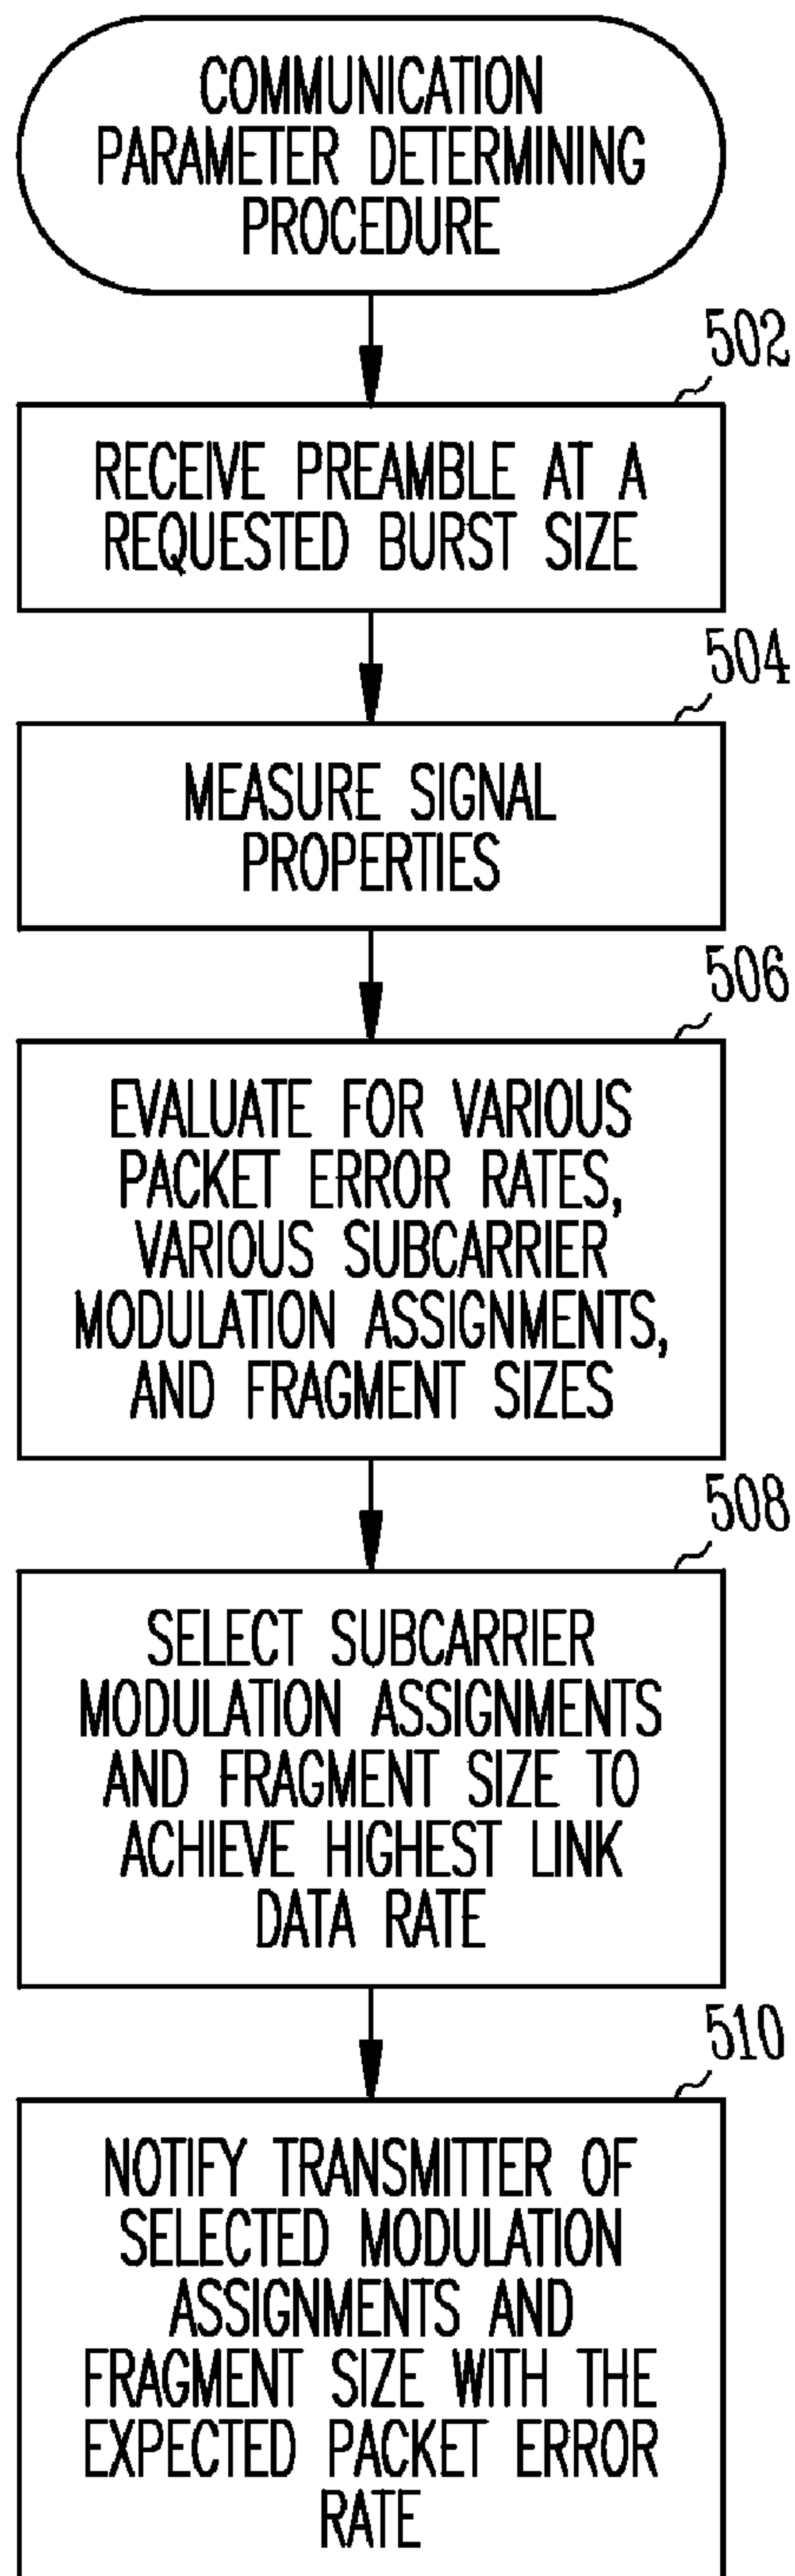 COMMUNICATION
PARAMETER DETERMINING
PROCEDURE
502
RECEIVE PREAMBLE AT A
REQUESTED BURST SIZE
504
MEASURE SIGNAL
PROPERTIES
506
EVALUATE FOR VARIOUS
PACKET ERROR RATES,
VARIOUS SUBCARRIER
MODULATION ASSIGNMENTS,
AND FRAGMENT SIZES
508
SELECT SUBCARRIER
MODULATION ASSIGNMENTS
AND FRAGMENT SIZE TO
ACHIEVE HIGHEST LINK
DATA RATE
510
NOTIFY TRANSMITTER OF
SELECTED MODULATION
ASSIGNMENTS AND
FRAGMENT SIZE WITH THE
EXPECTED PACKET ERROR
RATE